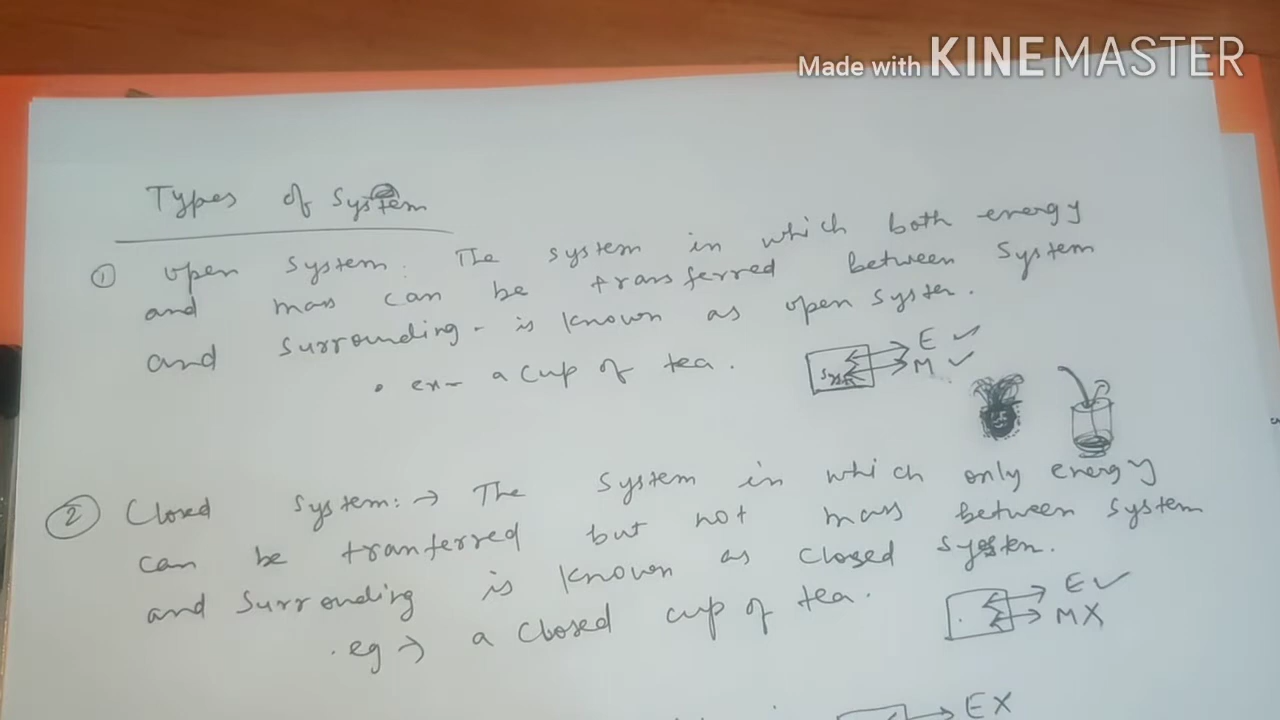 Made with KINEMASTER
Types of System
① open system: The system in which both energy
and mass can be transferred between system
and surrounding - is known as open system.
• ex- a cup of tea.
E ✓
M ✓
② Closed system:→ The system in which only energy
can be tranferred but not mass between system
and surrounding is known as closed system.
. eg → a closed cup of tea.
E ✓
M X
E X